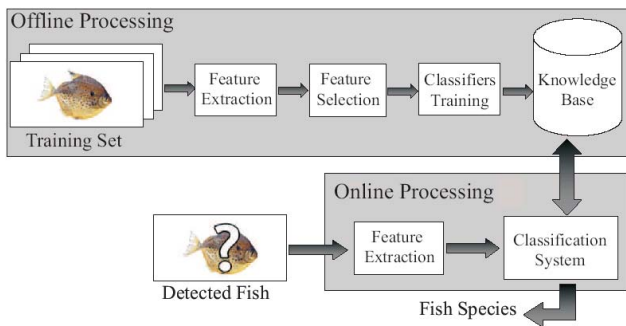 Offline Processing
Feature
Extraction
Feature
Selection
Classifiers
Training
Knowledge
Base
Training Set
Online Processing
?
Feature
Extraction
Classification
System
Detected Fish
Fish Species